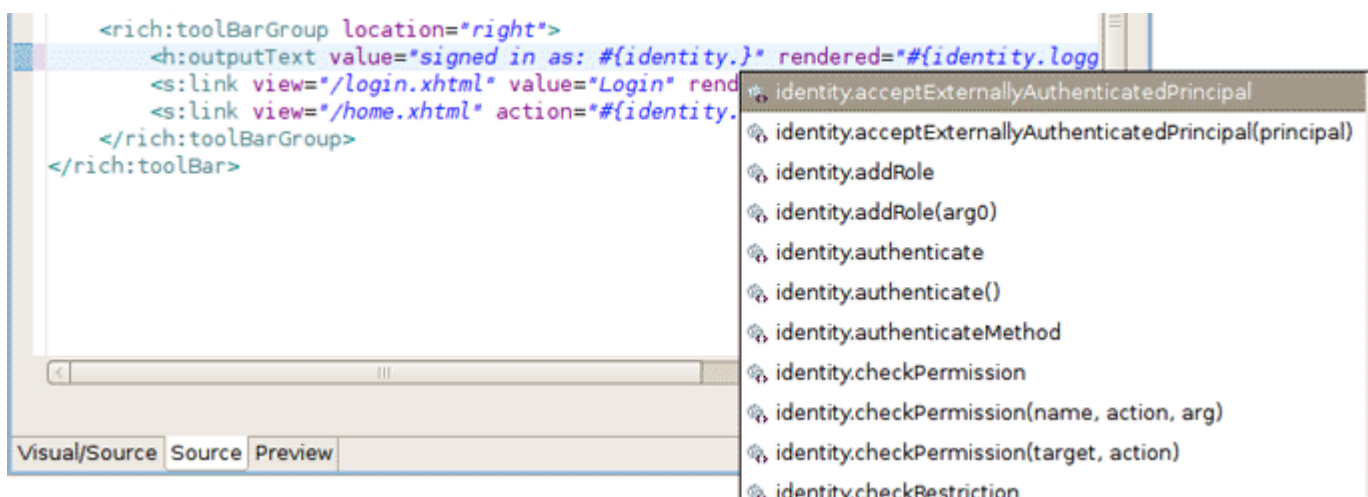 <rich:toolBarGroup location="right">
<h:outputText value="signed in as: #{identity.}" rendered="#{identity.logg
<s:link view="/login.xhtml" value="Login" rend
<s:link view="/home.xhtml" action="#{identity.
</rich:toolBarGroup>
</rich:toolBar>
identity.acceptExternallyAuthenticatedPrincipal
identity.acceptExternallyAuthenticatedPrincipal(principal)
identity.addRole
identity.addRole(arg0)
identity.authenticate
identity.authenticate()
identity.authenticateMethod
identity.checkPermission
identity.checkPermission(name, action, arg)
identity.checkPermission(target, action)
identity.checkRestriction
Visual/Source Source Preview